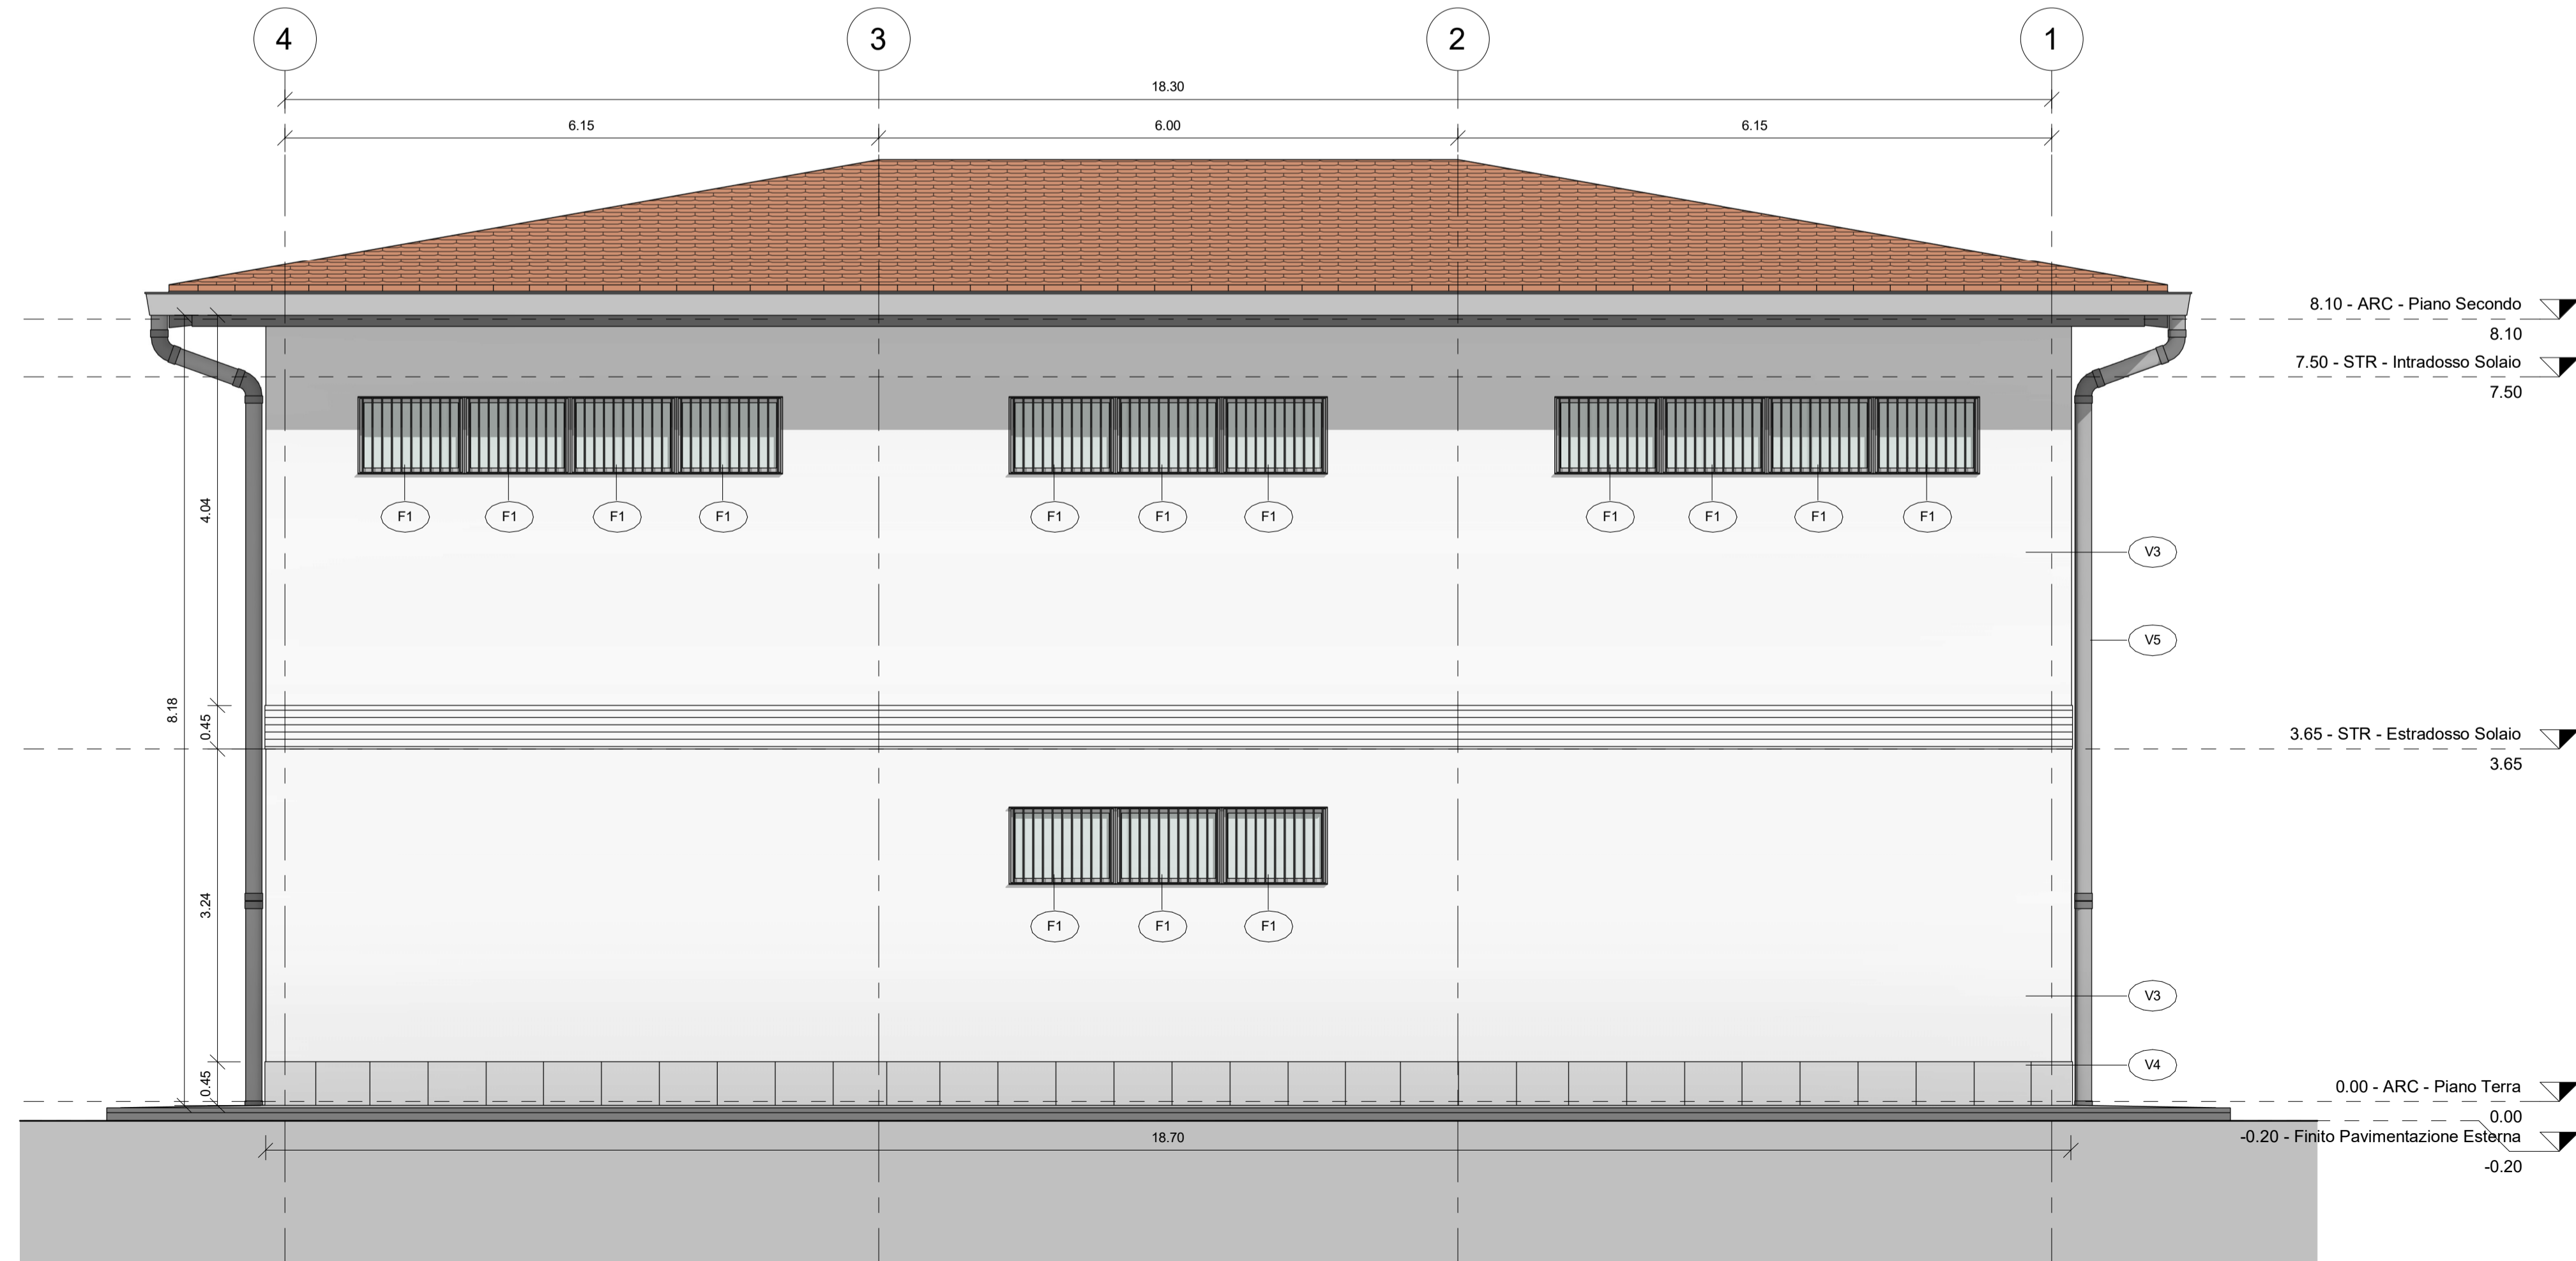 4
3
2
1
18.30
6.15
6.00
6.15
8.10 - ARC - Piano Secondo
8.10
7.50 - STR - Intradosso Solaio
7.50
F1
F1
F1
F1
F1
F1
F1
F1
F1
F1
F1
4.04
V3
V5
8.18
0.45
3.65 - STR - Estradosso Solaio
3.65
3.24
F1
F1
F1
V3
V4
0.45
0.00 - ARC - Piano Terra
0.00
18.70
-0.20 - Finito Pavimentazione Esterna
-0.20